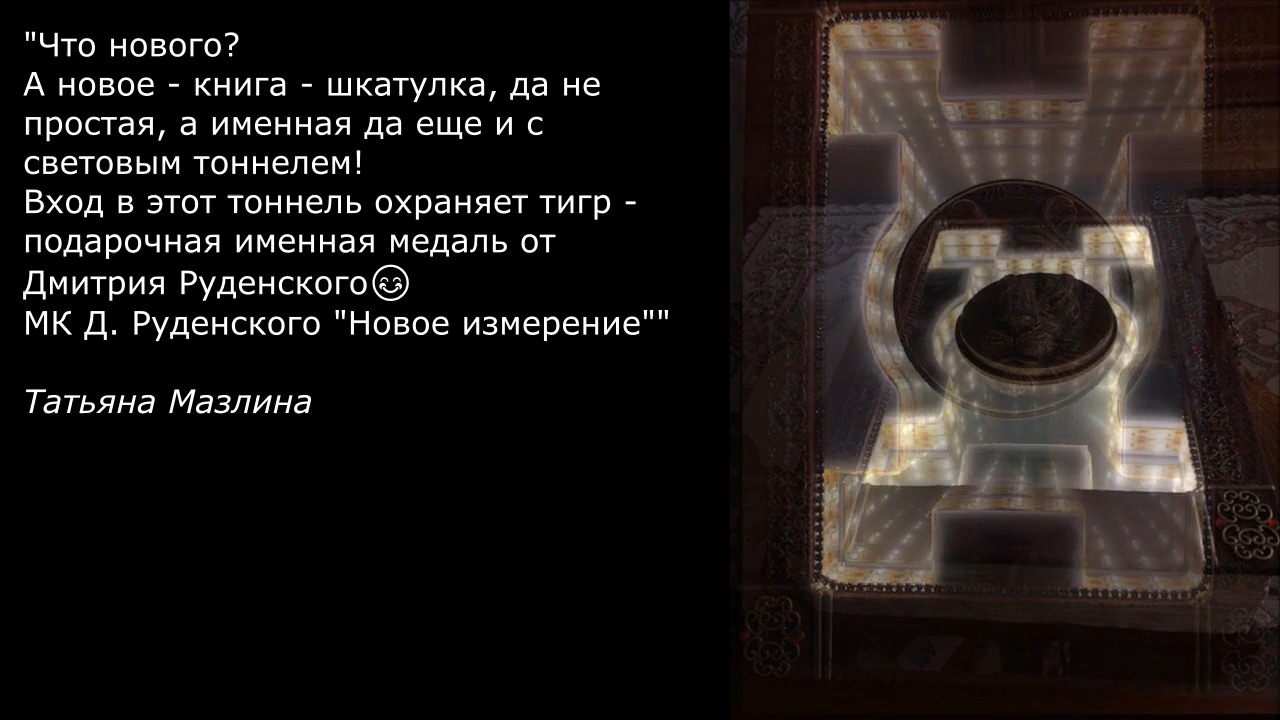 "Что нового?
А новое - книга - шкатулка, да не
простая, а именная да еще и с
световым тоннелем!
Вход в этот тоннель охраняет тигр -
подарочная именная медаль от
Дмитрия Руденского😊
МК Д. Руденского "Новое измерение""
Татьяна Мазлина